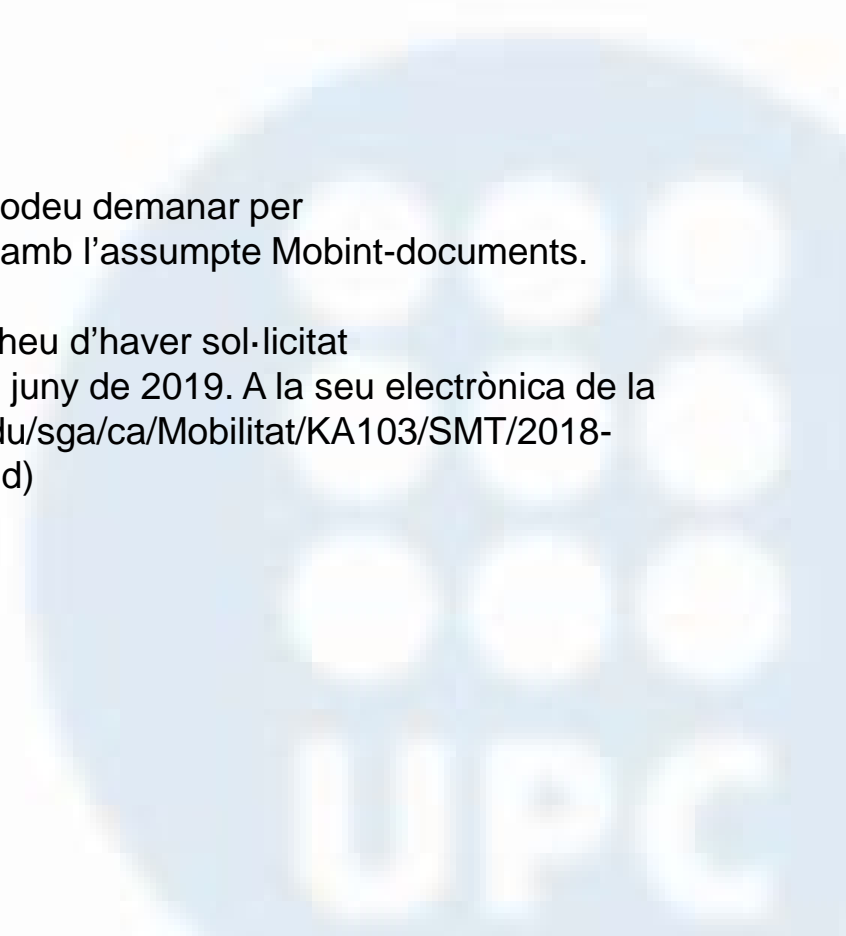 odeu demanar per
amb l’assumpte Mobint-documents.
heu d’haver sol·licitat
juny de 2019. A la seu electrònica de la
du/sga/ca/Mobilitat/KA103/SMT/2018-
d)
UPC